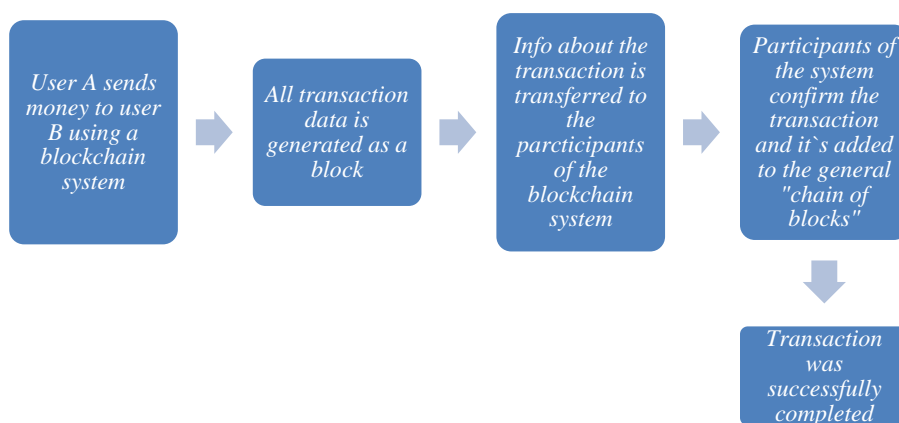 User A sends
money to user
B using a
blockchain
system
All transaction
data is
generated as a
block
Info about the
transaction is
transferred to
the
parcticipants
of the
blockchain
system
Participants of
the system
confirm the
transaction
and it`s added
to the general
"chain of
blocks"
Transaction
was
successfully
completed